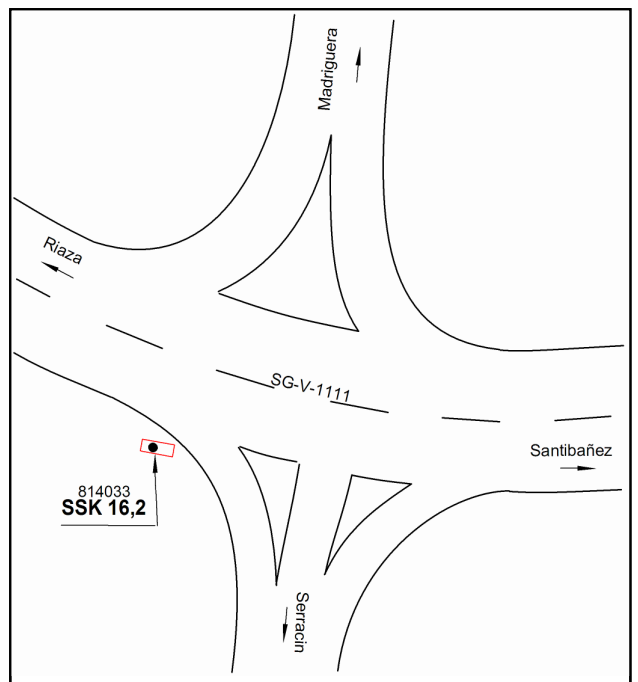 Madriguera
Riaza
SG-V-1111
Santibañez
814033
SSK 16,2
Serracin